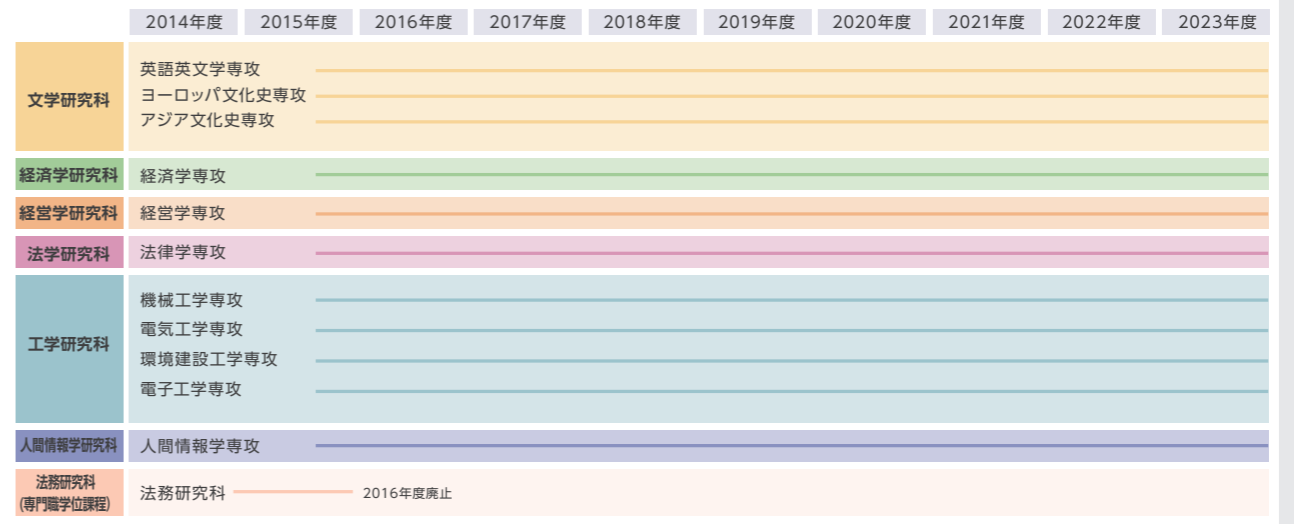 2014年度 2015年度 2016年度 2017年度 2018年度 2019年度 2020年度 2021年度 2022年度 2023年度
文学研究科
英語英文学専攻
ヨーロッパ文化史専攻
アジア文化史専攻
経済学研究科
経済学専攻
経営学研究科
経営学専攻
法学研究科
法律学専攻
工学研究科
機械工学専攻
電気工学専攻
環境建設工学専攻
電子工学専攻
人間情報学研究科
人間情報学専攻
法務研究科
(専門職学位課程)
法務研究科
2016年度廃止